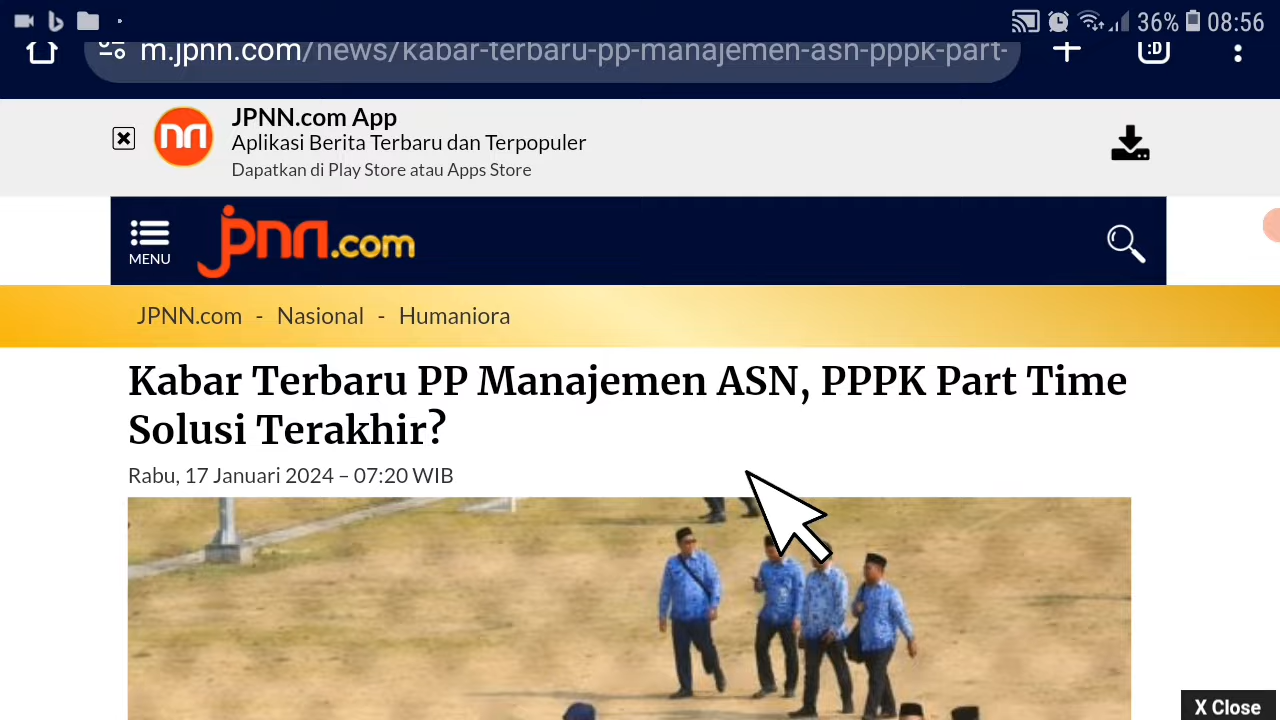 36% 08:56
m.jpnn.com/news/kabar-terbaru-pp-manajemen-asn-pppk-part-
:D
JPNN.com App
Aplikasi Berita Terbaru dan Terpopuler
Dapatkan di Play Store atau Apps Store
MENU
jpnn.com
JPNN.com - Nasional - Humaniora
Kabar Terbaru PP Manajemen ASN, PPPK Part Time
Solusi Terakhir?
Rabu, 17 Januari 2024 – 07:20 WIB
X Close